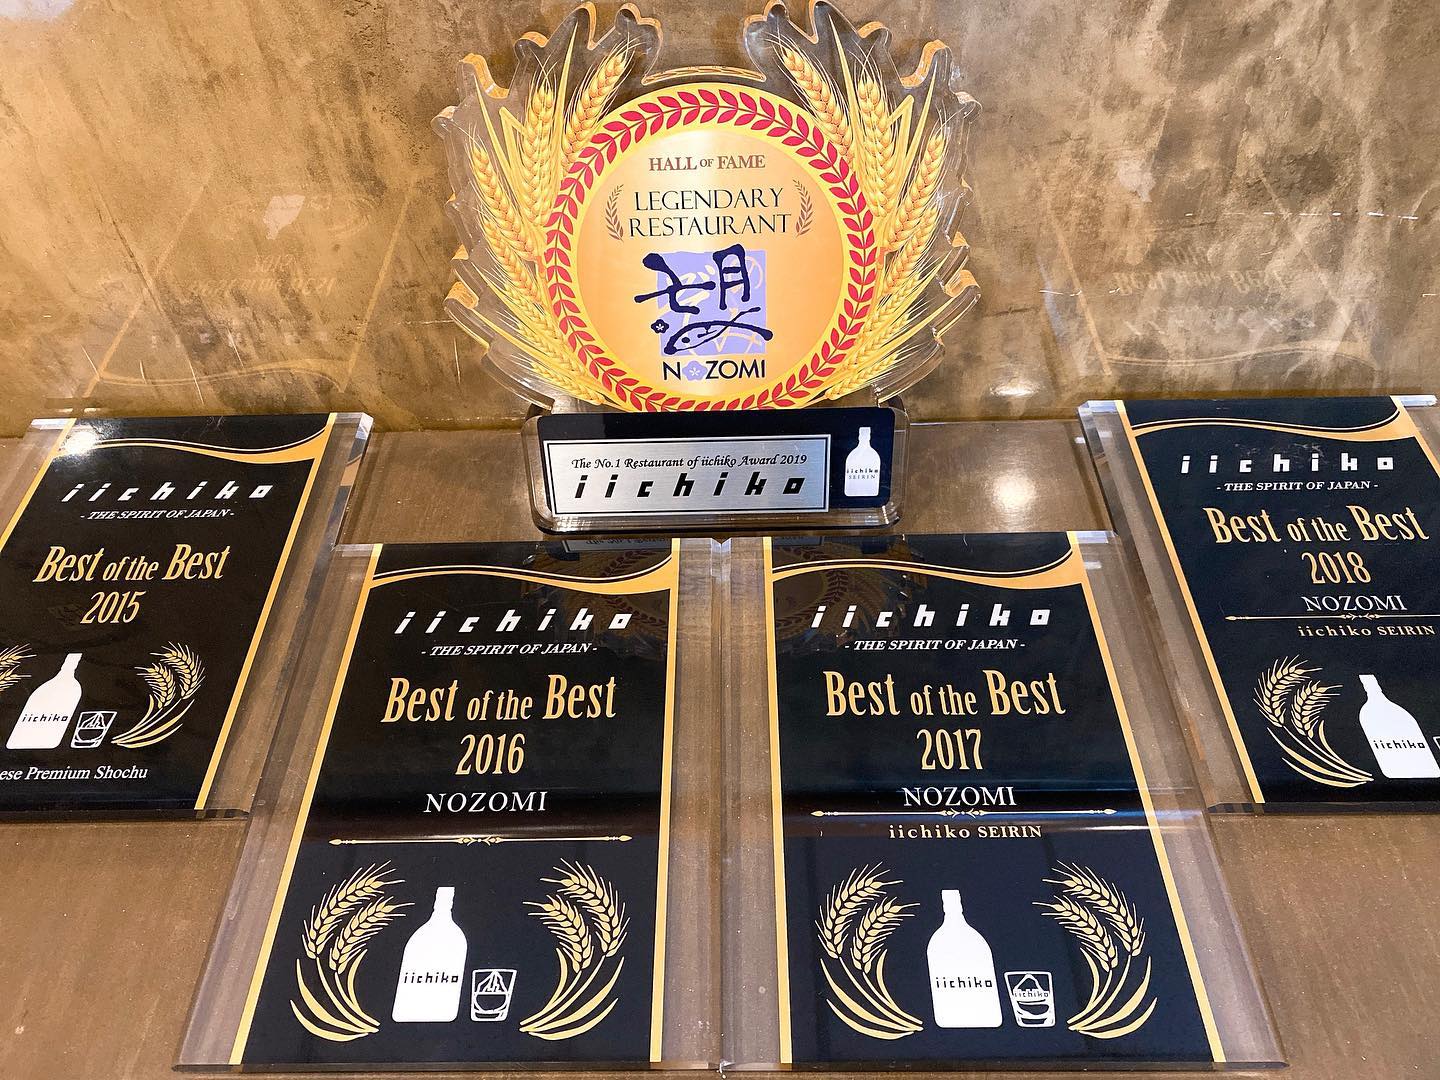 HALL OF FAME
LEGENDARY
RESTAURANT
望
NOZOMI
The No.1 Restaurant of iichiko Award 2019
iichiko
iichiko
SEIRIN
iichiko
- THE SPIRIT OF JAPAN -
Best of the Best
2015
iichiko
ese Premium Shochu
iichiko
- THE SPIRIT OF JAPAN -
Best of the Best
2016
NOZOMI
iichiko
iichiko
- THE SPIRIT OF JAPAN -
Best of the Best
2017
NOZOMI
iichiko SEIRIN
iichiko
iichiko
iichiko
- THE SPIRIT OF JAPAN -
Best of the Best
2018
NOZOMI
iichiko SEIRIN
iichiko